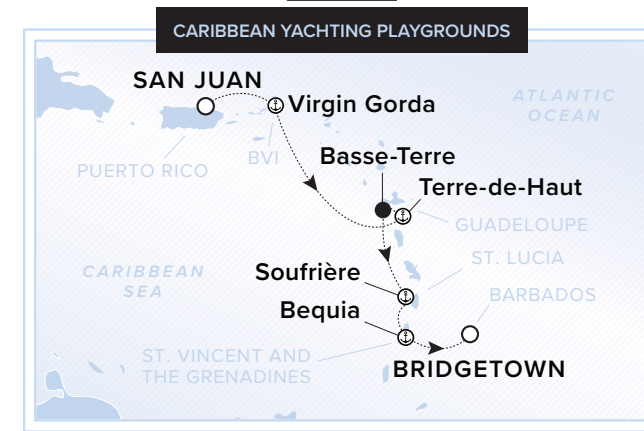 CARIBBEAN YACHTING PLAYGROUNDS
SAN JUAN
Virgin Gorda
ATLANTIC
OCEAN
PUERTO RICO
BVI
Basse-Terre
Terre-de-Haut
GUADELOUPE
ST. LUCIA
CARIBBEAN
SEA
Soufrière
BARBADOS
Bequia
ST. VINCENT AND
THE GRENADINES
BRIDGETOWN